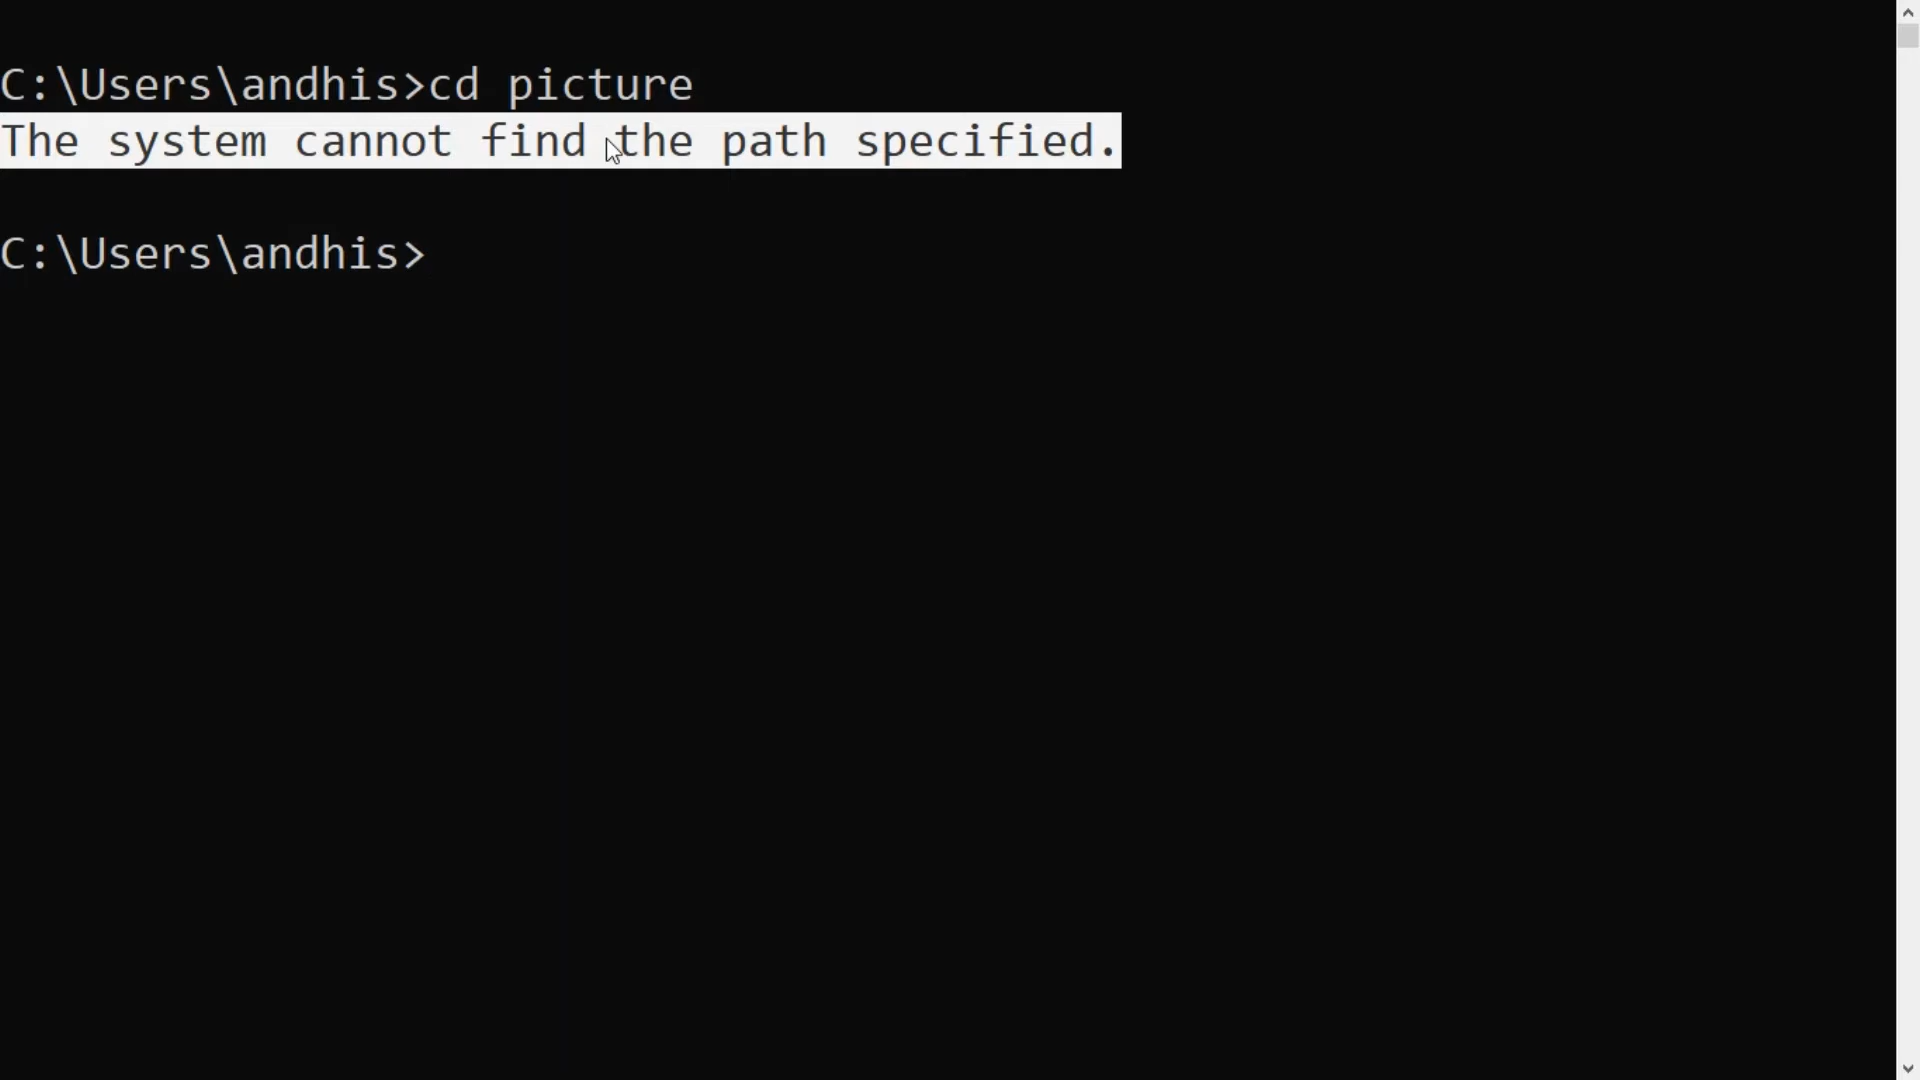 C:\Users\andhis>cd picture
The system cannot find the path specified.
C:\Users\andhis>